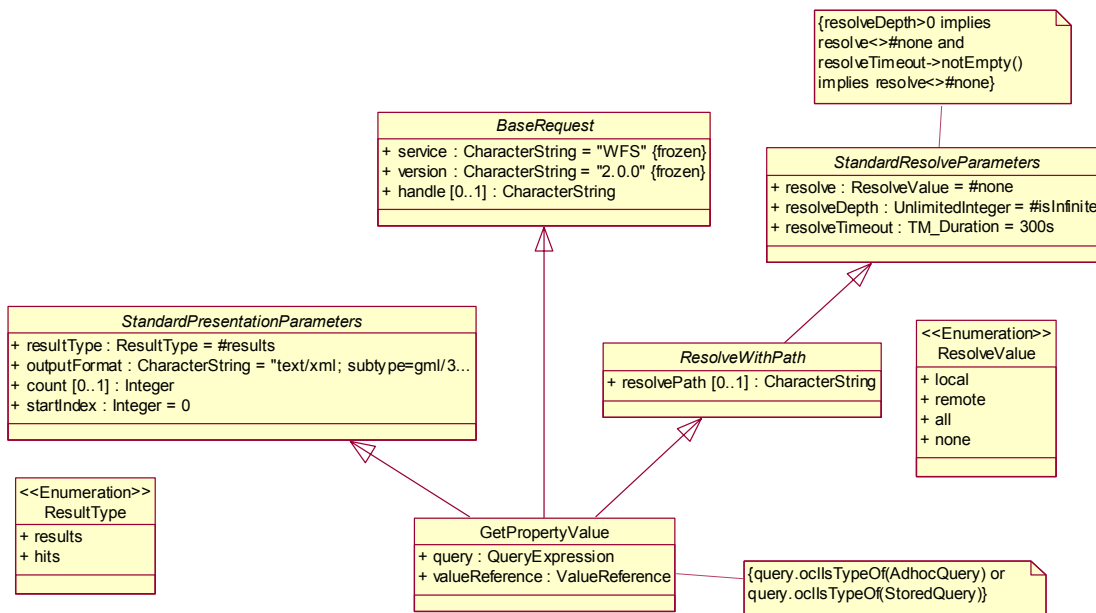 {resolveDepth>0 implies
resolve<>#none and
resolveTimeout->notEmpty()
implies resolve<>#none}
BaseRequest
+ service : CharacterString = "WFS" {frozen}
+ version : CharacterString = "2.0.0" {frozen}
+ handle [0..1] : CharacterString
StandardResolveParameters
+ resolve : ResolveValue = #none
+ resolveDepth : UnlimitedInteger = #isInfinite
+ resolveTimeout : TM_Duration = 300s
StandardPresentationParameters
+ resultType : ResultType = #results
+ outputFormat : CharacterString = "text/xml; subtype=gml/3...
+ count [0..1] : Integer
+ startIndex : Integer = 0
ResolveWithPath
+ resolvePath [0..1] : CharacterString
<<Enumeration>>
ResolveValue
+ local
+ remote
+ all
+ none
<<Enumeration>>
ResultType
+ results
+ hits
GetPropertyValue
+ query : QueryExpression
+ valueReference : ValueReference
{query.oclIsTypeOf(AdhocQuery) or
query.oclIsTypeOf(StoredQuery)}